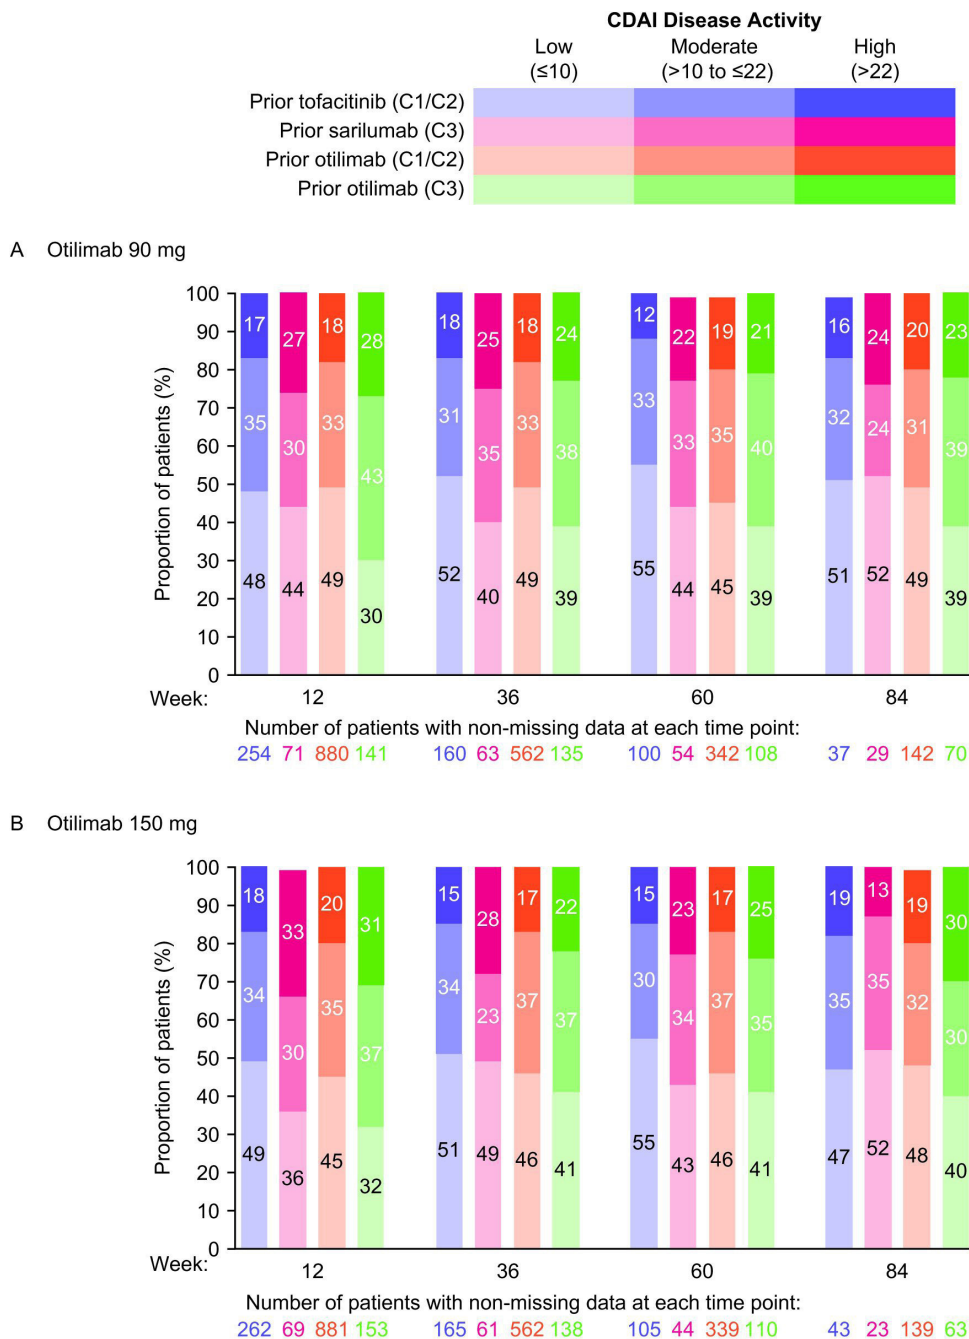 CDAI Disease Activity
Low Moderate High
(≤10) (>10 to ≤22) (>22)
Prior tofacitinib (C1/C2)
Prior sarilumab (C3)
Prior otilimab (C1/C2)
Prior otilimab (C3)
A Otilimab 90 mg
Proportion of patients (%)
100
90
80
70
60
50
40
30
20
10
0
17 27 18 28 18 25 18 24 12 22 19 21 16 24 20 23
35 30 33 43 31 35 33 38 33 33 35 40 32 24 31 39
48 44 49 30 52 40 49 39 55 44 45 39 51 52 49 39
Week: 12 36 60 84
Number of patients with non-missing data at each time point:
254 71 880 141 160 63 562 135 100 54 342 108 37 29 142 70
B Otilimab 150 mg
Proportion of patients (%)
100
90
80
70
60
50
40
30
20
10
0
18 33 20 31 15 28 17 22 15 23 17 25 19 13 19 30
34 30 35 37 34 23 37 37 30 34 37 35 35 35 32 30
49 36 45 32 51 49 46 41 55 43 46 41 47 52 48 40
Week: 12 36 60 84
Number of patients with non-missing data at each time point:
262 69 881 153 165 61 562 138 105 44 339 110 43 23 139 63